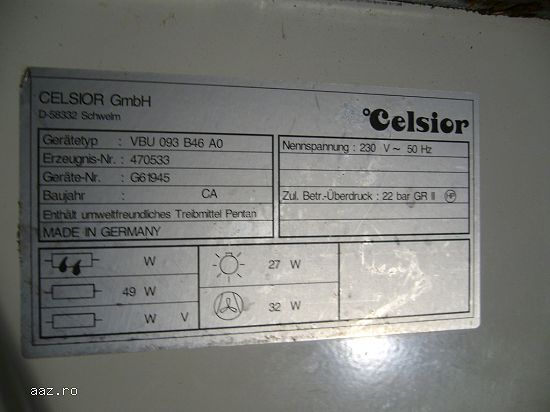 CELSIOR GmbH
D-58332 Schwelm
°Celsior
Gerätetyp : VBU 093 B46 A0
Erzeugnis-Nr. : 470533
Geräte-Nr. : G61945
Baujahr : CA
Enthält umweltfreundliches Treibmittel Pentan
MADE IN GERMANY
Nennspannung : 230 V ~ 50 Hz
Zul. Betr.-Überdruck : 22 bar GR II HP
W
49 W
W V
27 W
32 W
aaz.ro